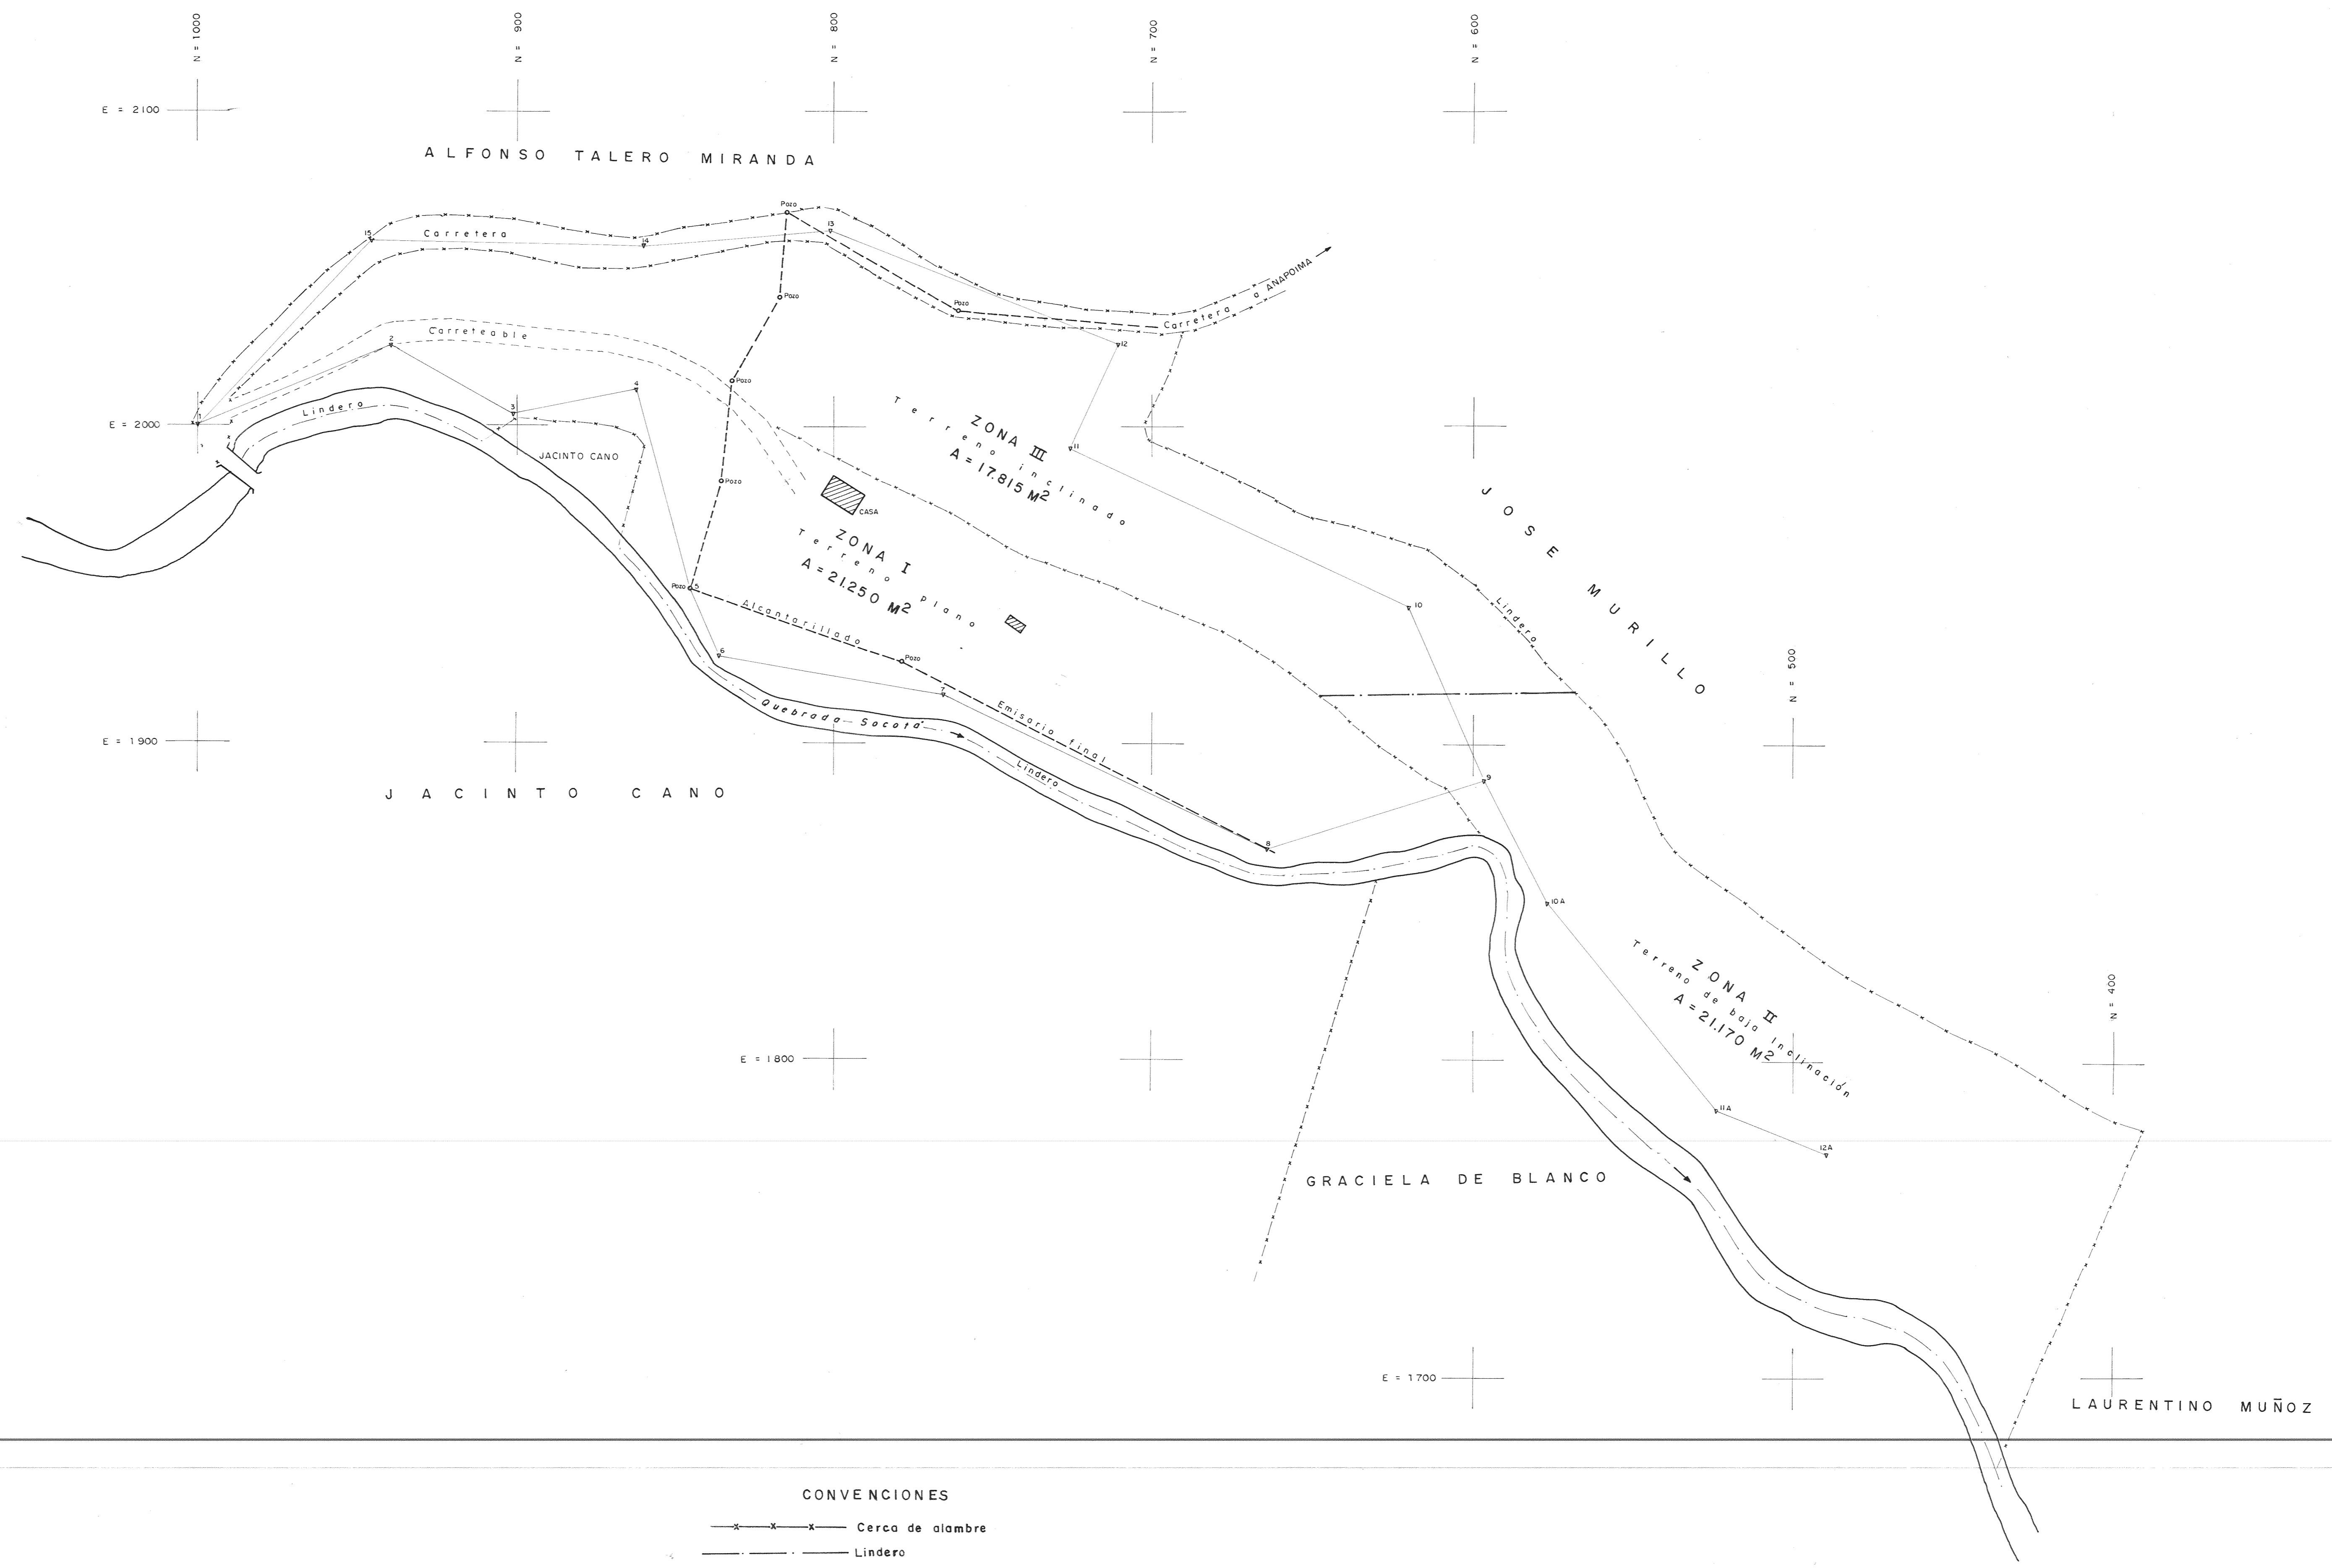 N = 1000
N = 900
N = 800
N = 700
N = 600
E = 2100
ALFONSO TALERO MIRANDA
Pozo
13
15
Carretera
14
Pozo
Pozo
a ANAPOIMA
Carretera
Carreteable
2
12
Pozo
4
Lindero
3
1
E = 2000
JACINTO CANO
11
ZONA III
Terreno inclinado
A = 17.815 M2
Pozo
CASA
JOSE MURILLO
ZONA I
Terreno Plano
A = 21.250 M2
Pozo
5
Alcantarillado
10
Lindero
6
Pozo
N = 500
7
Quebrada Socotá
Emisario final
E = 1900
Lindero
9
JACINTO CANO
8
10A
ZONA II
Terreno de baja inclinación
A = 21.170 M2
N = 400
E = 1800
11A
12A
GRACIELA DE BLANCO
E = 1700
LAURENTINO MUÑOZ
CONVENCIONES
Cerca de alambre
Lindero